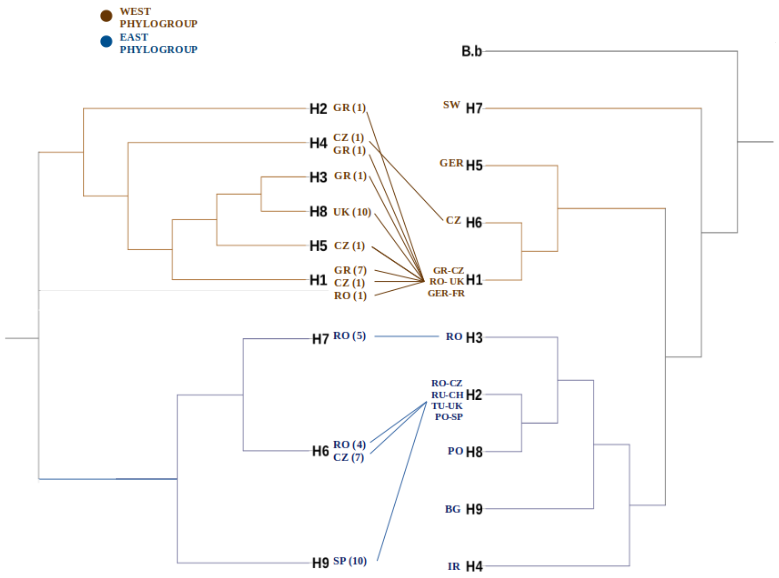 WEST
PHYLOGROUP
EAST
PHYLOGROUP
H2 GR (1)
H4 CZ (1)
GR (1)
H3 GR (1)
H8 UK (10)
H5 CZ (1)
H1 GR (7)
CZ (1)
RO (1)
H7 RO (5)
H6 RO (4)
CZ (7)
H9 SP (10)
B.b
SW H7
GER H5
CZ H6
GR-CZ
RO- UK H1
GER-FR
RO H3
RO-CZ
RU-CH H2
TU-UK
PO-SP
PO H8
BG H9
IR H4